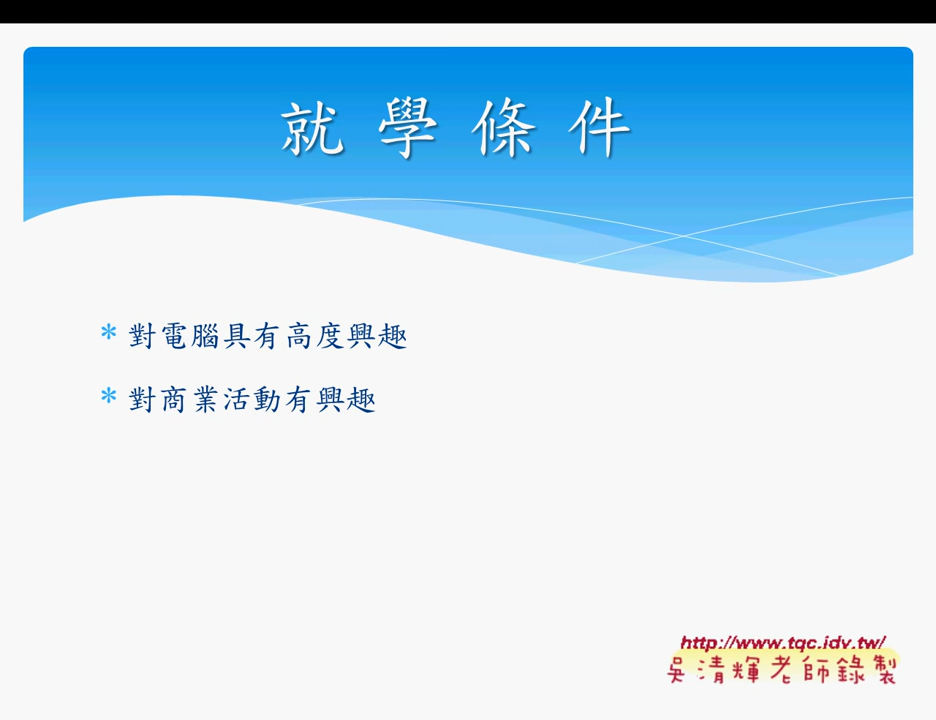 就學條件
* 對電腦具有高度興趣
* 對商業活動有興趣
http://www.tqc.idv.tw/
吳清輝老師錄製